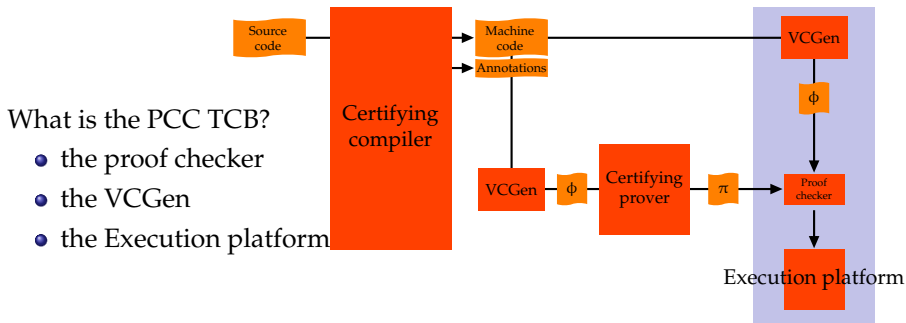 Source
code
Machine
code
Annotations
VCGen
ϕ
Certifying
compiler
What is the PCC TCB?
the proof checker
the VCGen
the Execution platform
VCGen
ϕ
Certifying
prover
π
Proof
checker
Execution platform